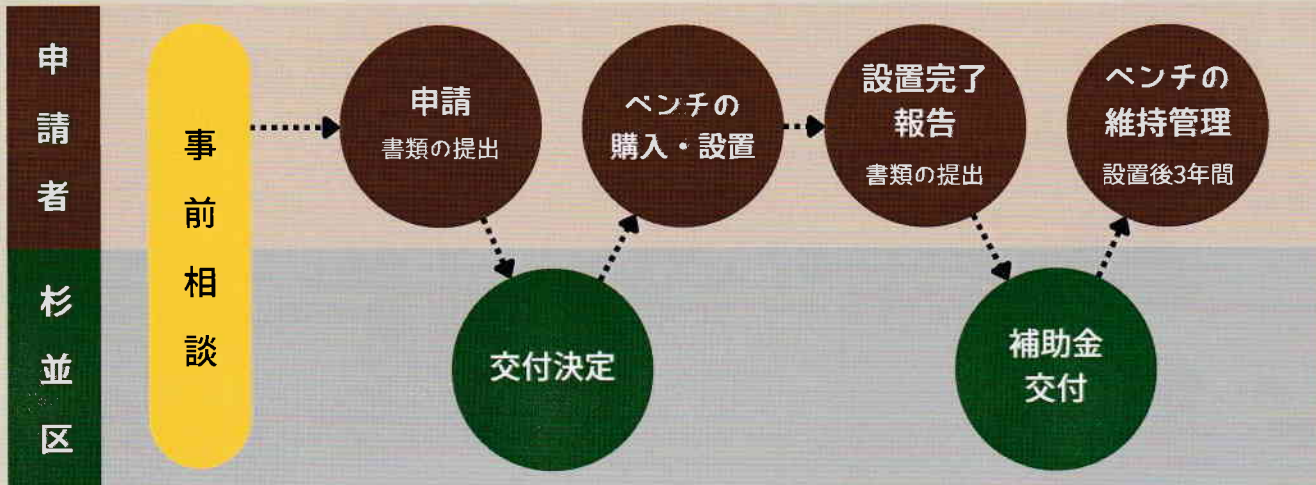 申請者
杉並区
事前相談
申請
書類の提出
交付決定
ベンチの
購入・設置
設置完了
報告
書類の提出
補助金
交付
ベンチの
維持管理
設置後3年間